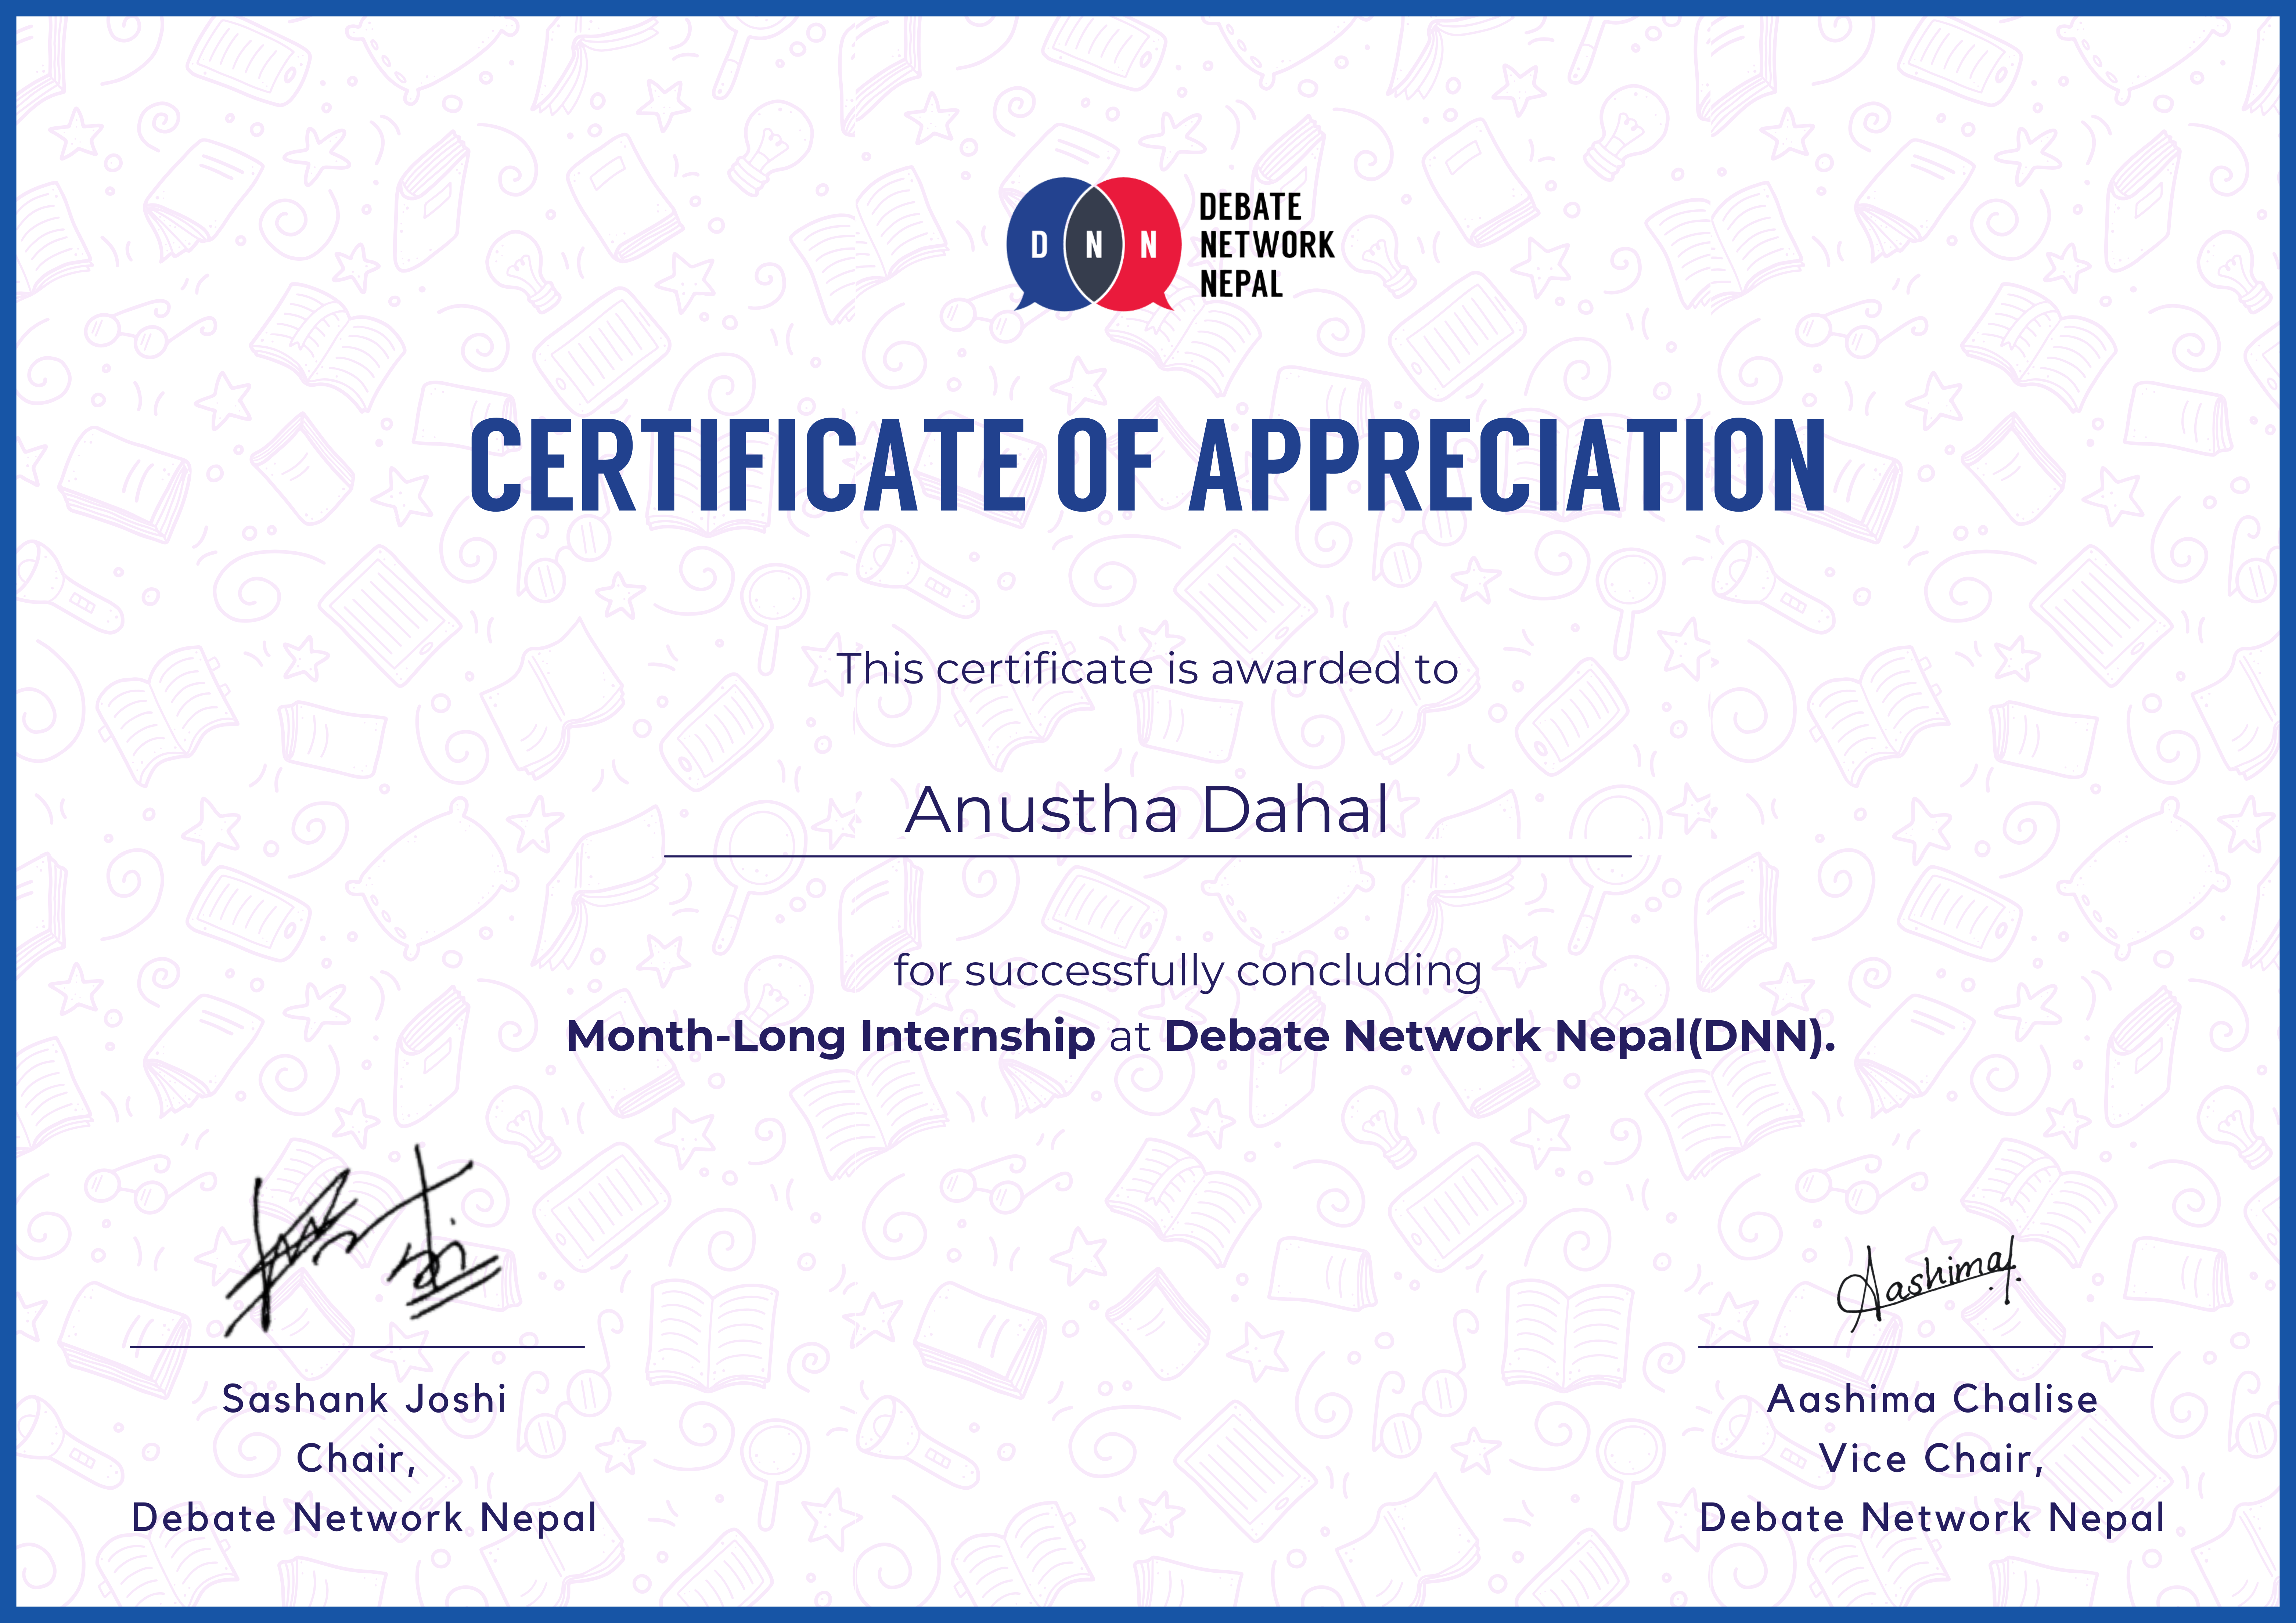 D N N
DEBATE
NETWORK
NEPAL
CERTIFICATE OF APPRECIATION
This certificate is awarded to
Anustha Dahal
for successfully concluding
Month-Long Internship at Debate Network Nepal(DNN).
Aashima
Sashank Joshi
Chair,
Debate Network Nepal
Aashima Chalise
Vice Chair,
Debate Network Nepal